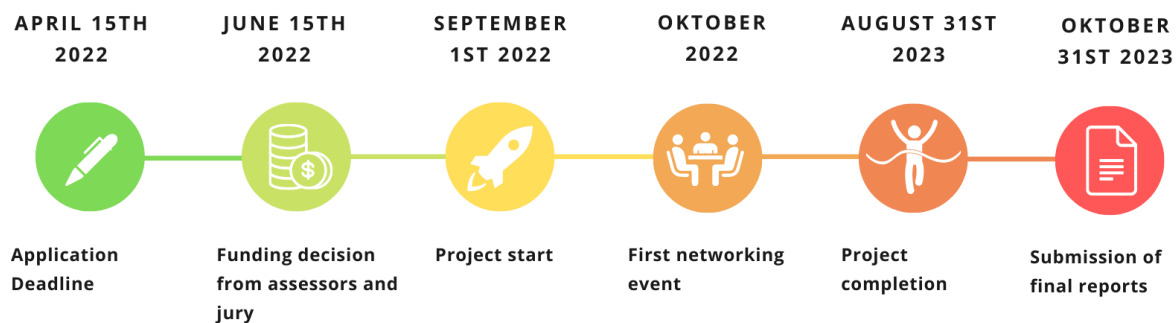 APRIL 15TH
2022
JUNE 15TH
2022
SEPTEMBER
1ST 2022
OKTOBER
2022
AUGUST 31ST
2023
OKTOBER
31ST 2023
$
Application
Deadline
Funding decision
from assessors and
jury
Project start
First networking
event
Project
completion
Submission of
final reports